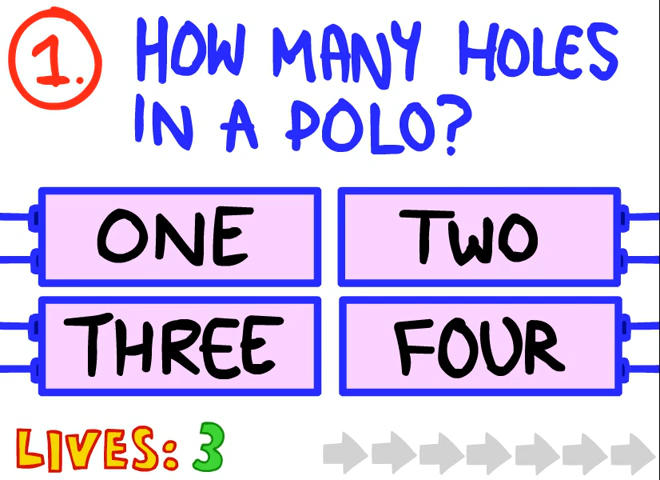 1.
HOW MANY HOLES
IN A POLO?
ONE
TWO
THREE
FOUR
LIVES: 3